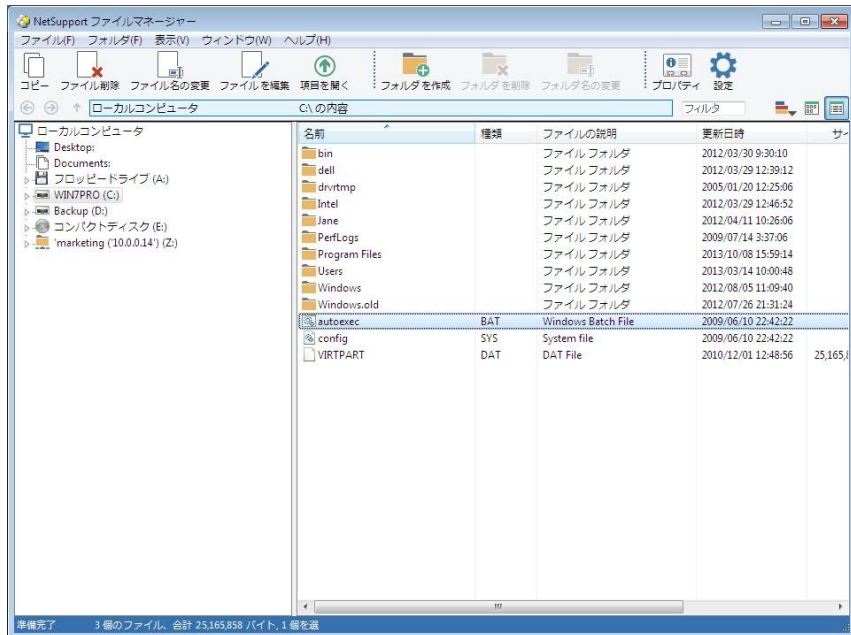 NetSupport ファイルマネージャー
ファイル(F) フォルダ(F) 表示(V) ウィンドウ(W) ヘルプ(H)
コピー ファイル削除 ファイル名の変更 ファイルを編集 項目を開く フォルダを作成 フォルダを削除 フォルダ名の変更 プロパティ 設定
ローカルコンピュータ C:\ の内容 フィルタ
ローカルコンピュータ
Desktop:
Documents:
フロッピードライブ (A:)
WIN7PRO (C:)
Backup (D:)
コンパクトディスク (E:)
'marketing ('10.0.0.14') (Z:)
名前 種類 ファイルの説明 更新日時 サイ
bin ファイル フォルダ 2012/03/30 9:30:10
dell ファイル フォルダ 2012/03/29 12:39:12
drvrtmp ファイル フォルダ 2005/01/20 12:25:06
Intel ファイル フォルダ 2012/03/29 12:46:52
Jane ファイル フォルダ 2012/04/11 10:26:06
PerfLogs ファイル フォルダ 2009/07/14 3:37:06
Program Files ファイル フォルダ 2013/10/08 15:59:14
Users ファイル フォルダ 2013/03/14 10:00:48
Windows ファイル フォルダ 2012/08/05 11:09:40
Windows.old ファイル フォルダ 2012/07/26 21:31:24
autoexec BAT Windows Batch File 2009/06/10 22:42:22
config SYS System file 2009/06/10 22:42:22
VIRTPART DAT DAT File 2010/12/01 12:48:56 25,165,8
準備完了 3 個のファイル、合計 25,165,858 バイト, 1 個を選